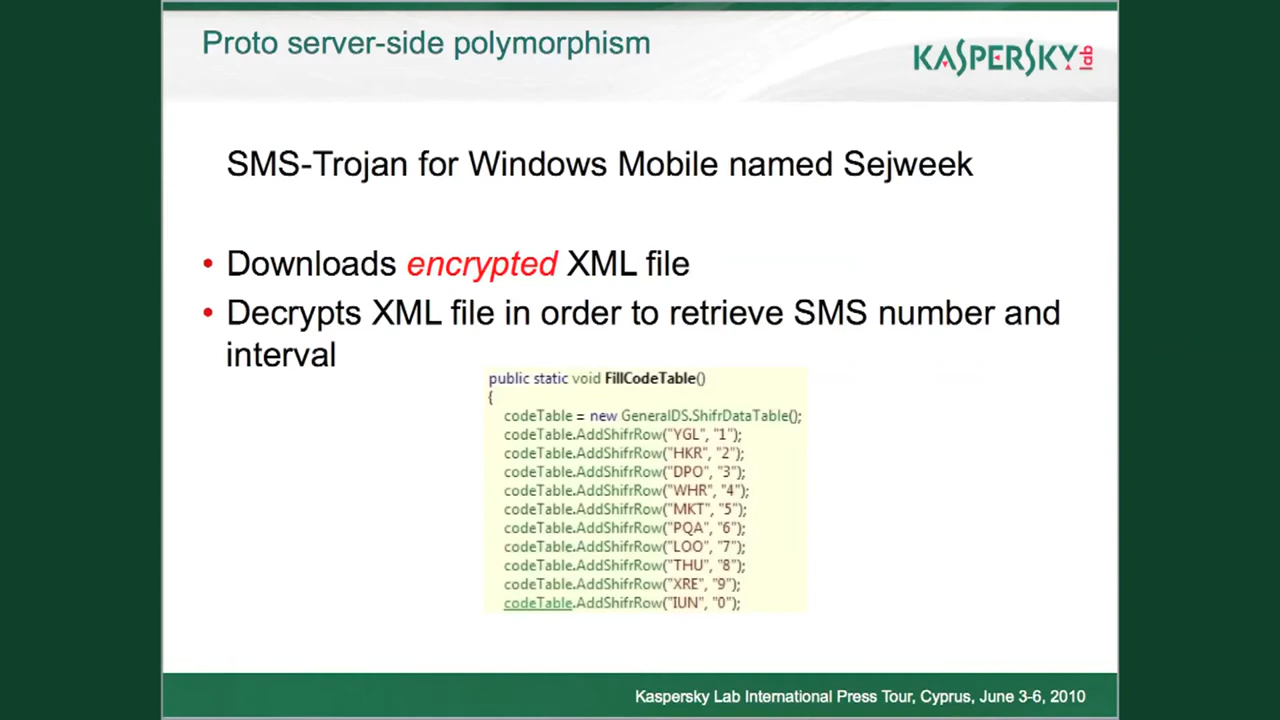 Proto server-side polymorphism
KASPERSKY lab
SMS-Trojan for Windows Mobile named Sejweek
• Downloads encrypted XML file
• Decrypts XML file in order to retrieve SMS number and
interval
public static void FillCodeTable()
{
codeTable = new GeneralDS.ShifrDataTable();
codeTable.AddShifrRow("YGL", "1");
codeTable.AddShifrRow("HKR", "2");
codeTable.AddShifrRow("DPO", "3");
codeTable.AddShifrRow("WHR", "4");
codeTable.AddShifrRow("MKT", "5");
codeTable.AddShifrRow("PQA", "6");
codeTable.AddShifrRow("LOO", "7");
codeTable.AddShifrRow("THU", "8");
codeTable.AddShifrRow("XRE", "9");
codeTable.AddShifrRow("IUN", "0");
Kaspersky Lab International Press Tour, Cyprus, June 3-6, 2010